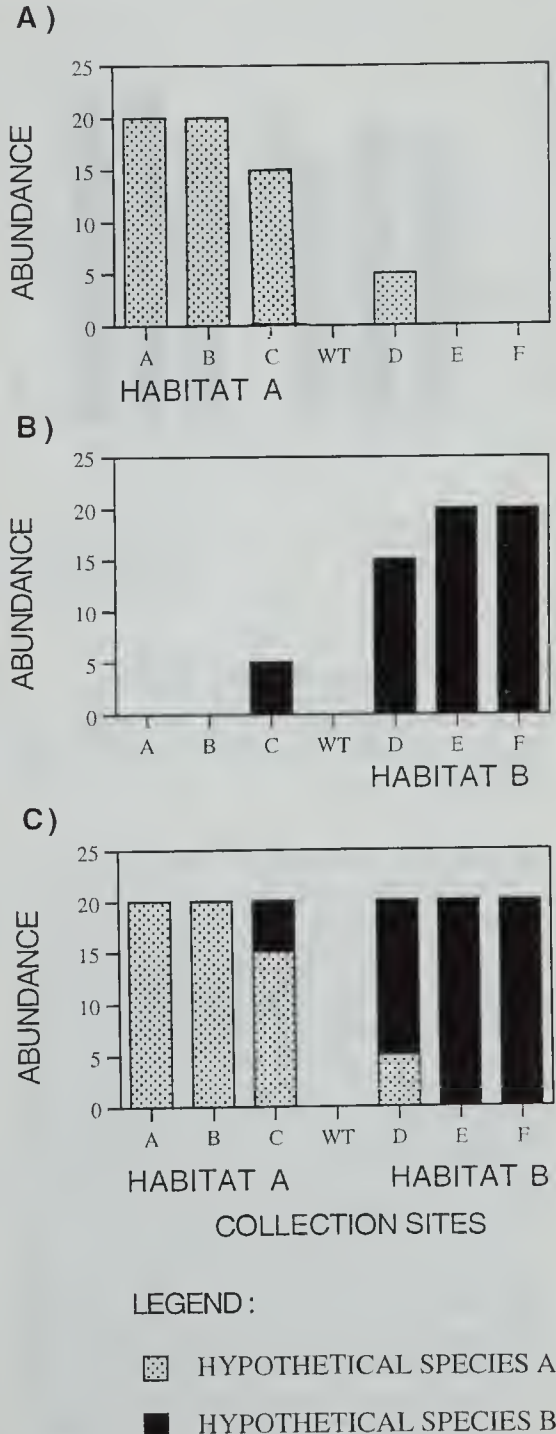 A)
25
20
15
10
5
0
ABUNDANCE
A B C WT D E F
HABITAT A
B)
25
20
15
10
5
0
ABUNDANCE
A B C WT D E F
HABITAT B
C)
25
20
15
10
5
0
ABUNDANCE
A B C WT D E F
HABITAT A HABITAT B
COLLECTION SITES
LEGEND:
HYPOTHETICAL SPECIES A
HYPOTHETICAL SPECIES B